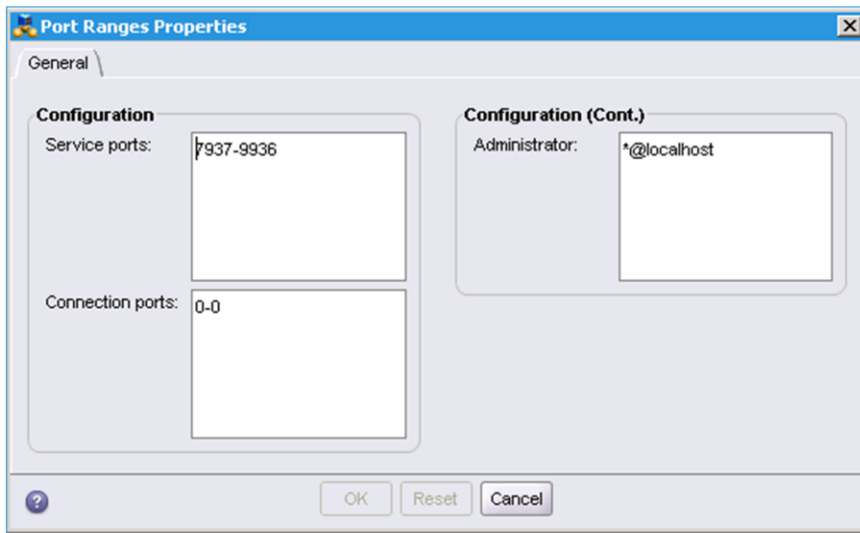 Port Ranges Properties
General
Configuration
Service ports:
7937-9936
Connection ports:
0-0
Configuration (Cont.)
Administrator:
*@localhost
?
OK
Reset
Cancel